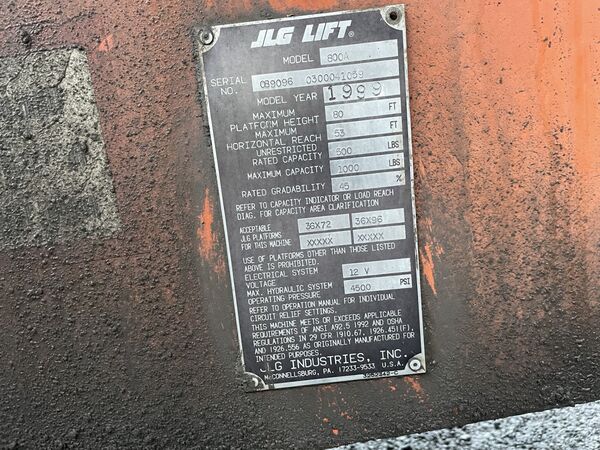 JLG LIFT®
MODEL 800A
SERIAL NO. 0B9096 0300041059
MODEL YEAR 1999
MAXIMUM PLATFORM HEIGHT 80 FT
MAXIMUM HORIZONTAL REACH 53 FT
UNRESTRICTED RATED CAPACITY 500 LBS
MAXIMUM CAPACITY 1000 LBS
RATED GRADABILITY 45 %
REFER TO CAPACITY INDICATOR OR LOAD REACH
DIAG. FOR CAPACITY AREA CLARIFICATION
ACCEPTABLE 36X72 36X96
JLG PLATFORMS
FOR THIS MACHINE XXXXX XXXXX
USE OF PLATFORMS OTHER THAN THOSE LISTED
ABOVE IS PROHIBITED.
ELECTRICAL SYSTEM VOLTAGE 12 V
MAX. HYDRAULIC SYSTEM OPERATING PRESSURE 4500 PSI
REFER TO OPERATION MANUAL FOR INDIVIDUAL
CIRCUIT RELIEF SETTINGS.
THIS MACHINE MEETS OR EXCEEDS APPLICABLE
REQUIREMENTS OF ANSI A92.5 1992 AND OSHA
REGULATIONS IN 29 CFR 1910.67, 1926.451(F),
AND 1926.556 AS ORIGINALLY MANUFACTURED FOR
INTENDED PURPOSES.
JLG INDUSTRIES, INC.
McCONNELLSBURG, PA. 17233-9533 U.S.A.